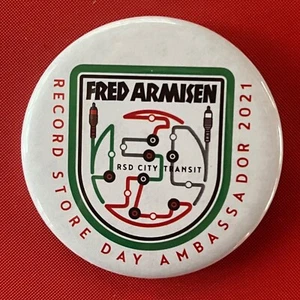 FRED ARMISEN
RSD CITY TRANSIT
RECORD STORE DAY AMBASSADOR 2021